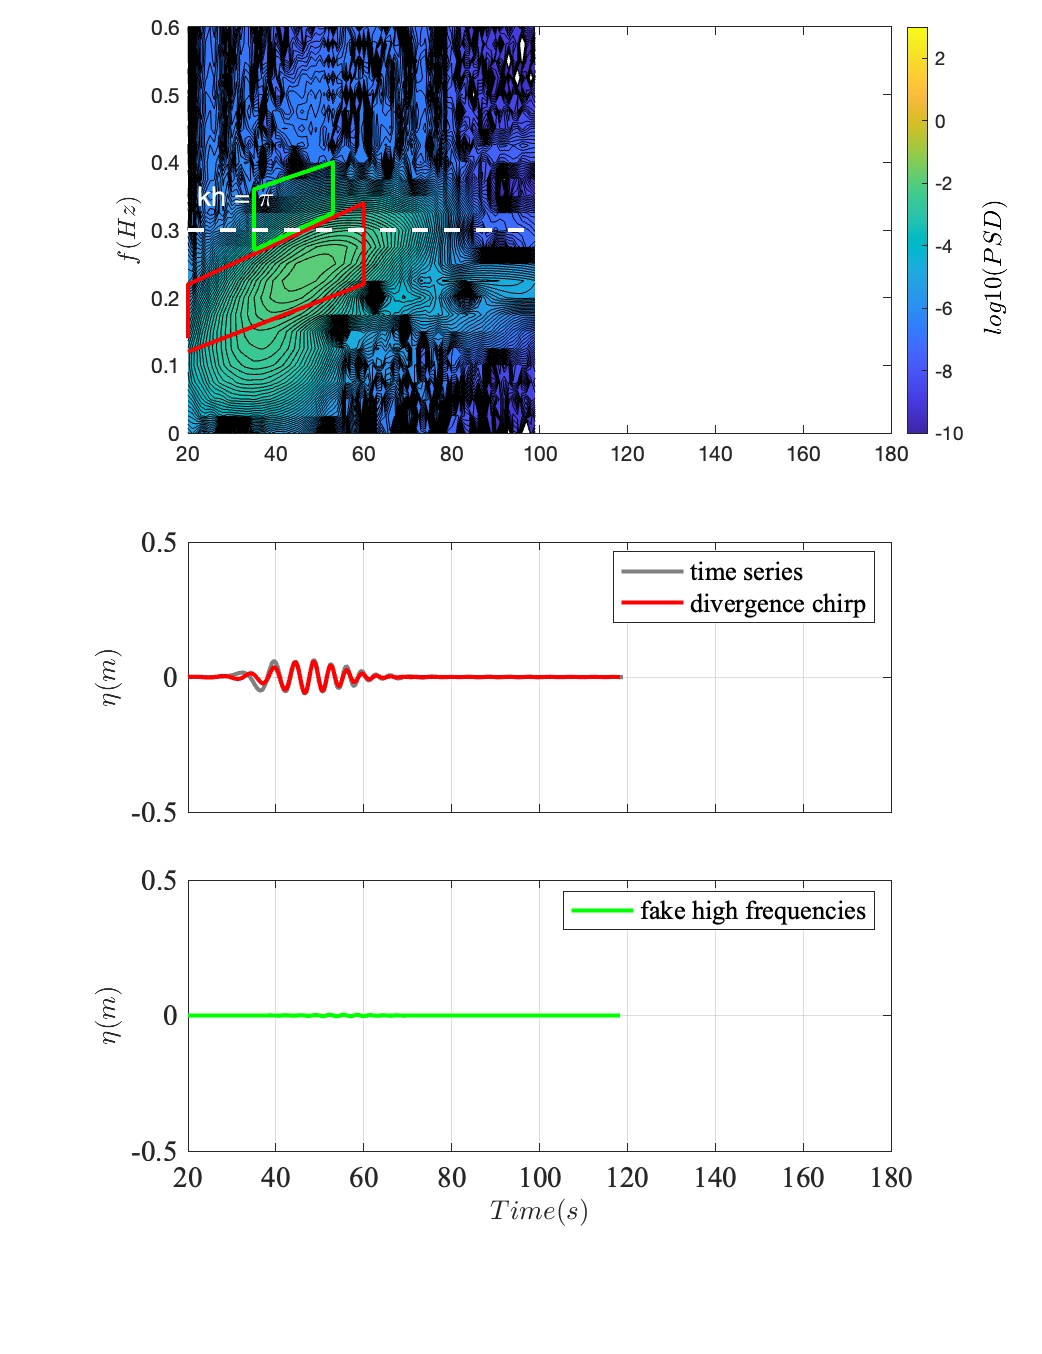 0.6
0.5
0.4
0.3
0.2
0.1
0
f(Hz)
kh = π
20 40 60 80 100 120 140 160 180
2
0
-2
-4
-6
-8
-10
log10(PSD)
0.5
0
-0.5
η(m)
time series
divergence chirp
0.5
0
-0.5
η(m)
fake high frequencies
20 40 60 80 100 120 140 160 180
Time(s)